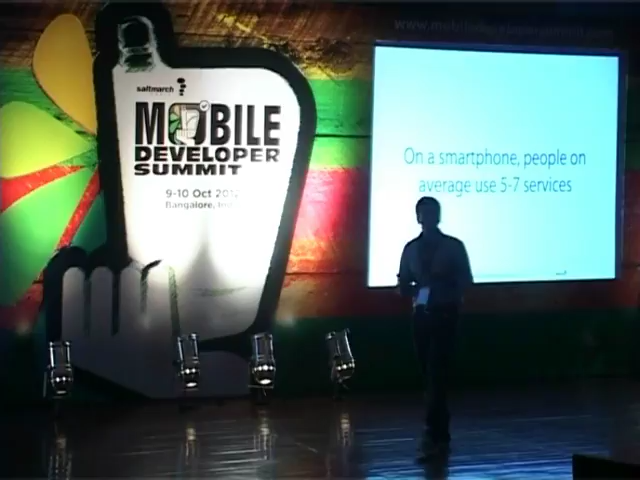 saltmarch
MOBILE
DEVELOPER
SUMMIT
9-10 Oct
Bangalore,
On a smartphone, people on
average use 5-7 services